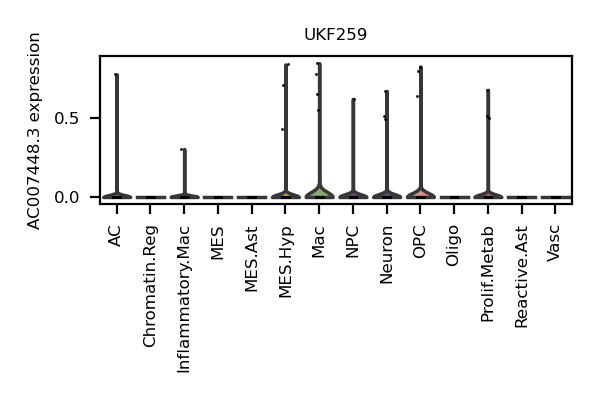 UKF259
AC007448.3 expression
0.5
0.0
AC
Chromatin.Reg
Inflammatory.Mac
MES
MES.Ast
MES.Hyp
Mac
NPC
Neuron
OPC
Oligo
Prolif.Metab
Reactive.Ast
Vasc